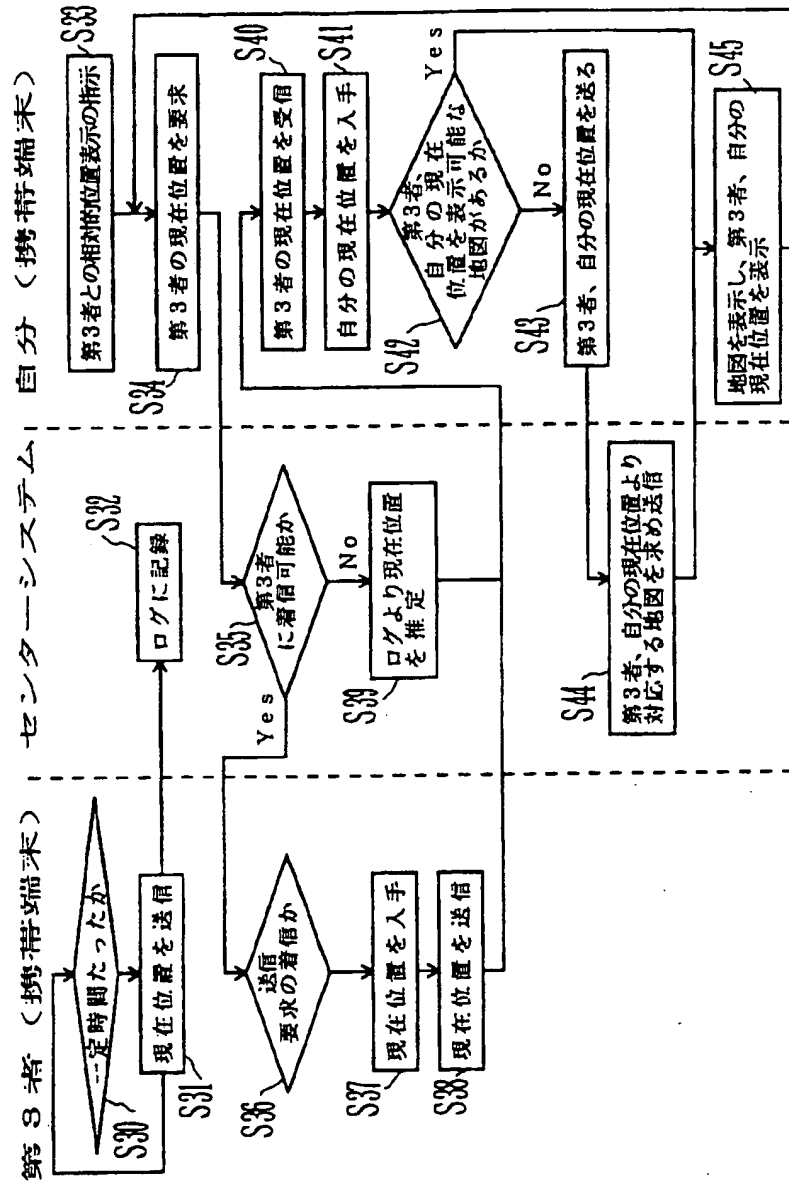 第3者（携帯端末）
一定時間たったか
S30
現在位置を送信
S31
送信
要求の着信か
S36
現在位置を入手
S37
現在位置を送信
S38
センターシステム
ログに記録
S32
第3者
に着信可能か
S35
Yes
No
ログより現在位置
を推定
S39
第3者、自分の現在位置より
対応する地図を求め送信
S44
自分（携帯端末）
第3者との相対的位置表示の指示
S33
第3者の現在位置を要求
S34
第3者の現在位置を受信
S40
自分の現在位置を入手
S41
第3者、
自分の現在
位置を表示可能な
地図があるか
S42
Yes
No
第3者、自分の現在位置を送る
S43
地図を表示し、第3者、自分の
現在位置を表示
S45